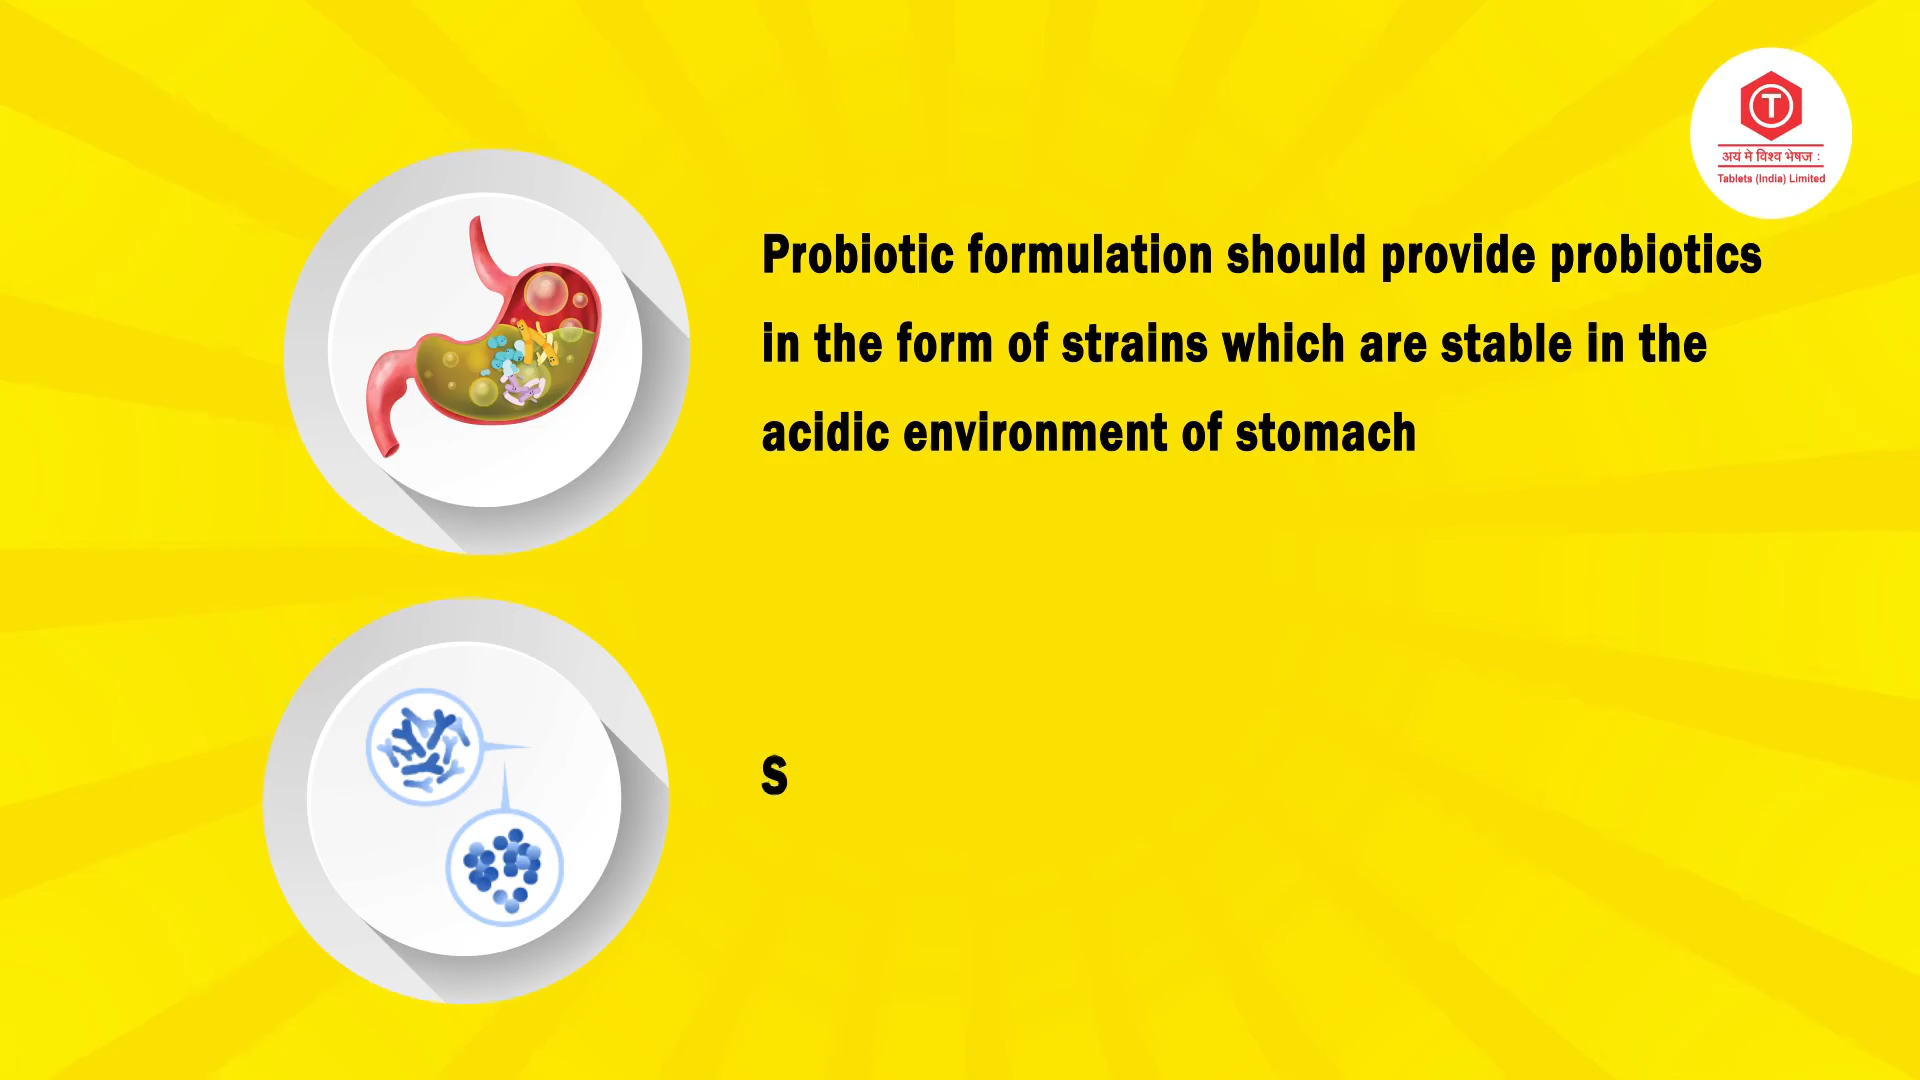 T
अयं मे विश्व भेषज :
Tablets (India) Limited
Probiotic formulation should provide probiotics
in the form of strains which are stable in the
acidic environment of stomach
S